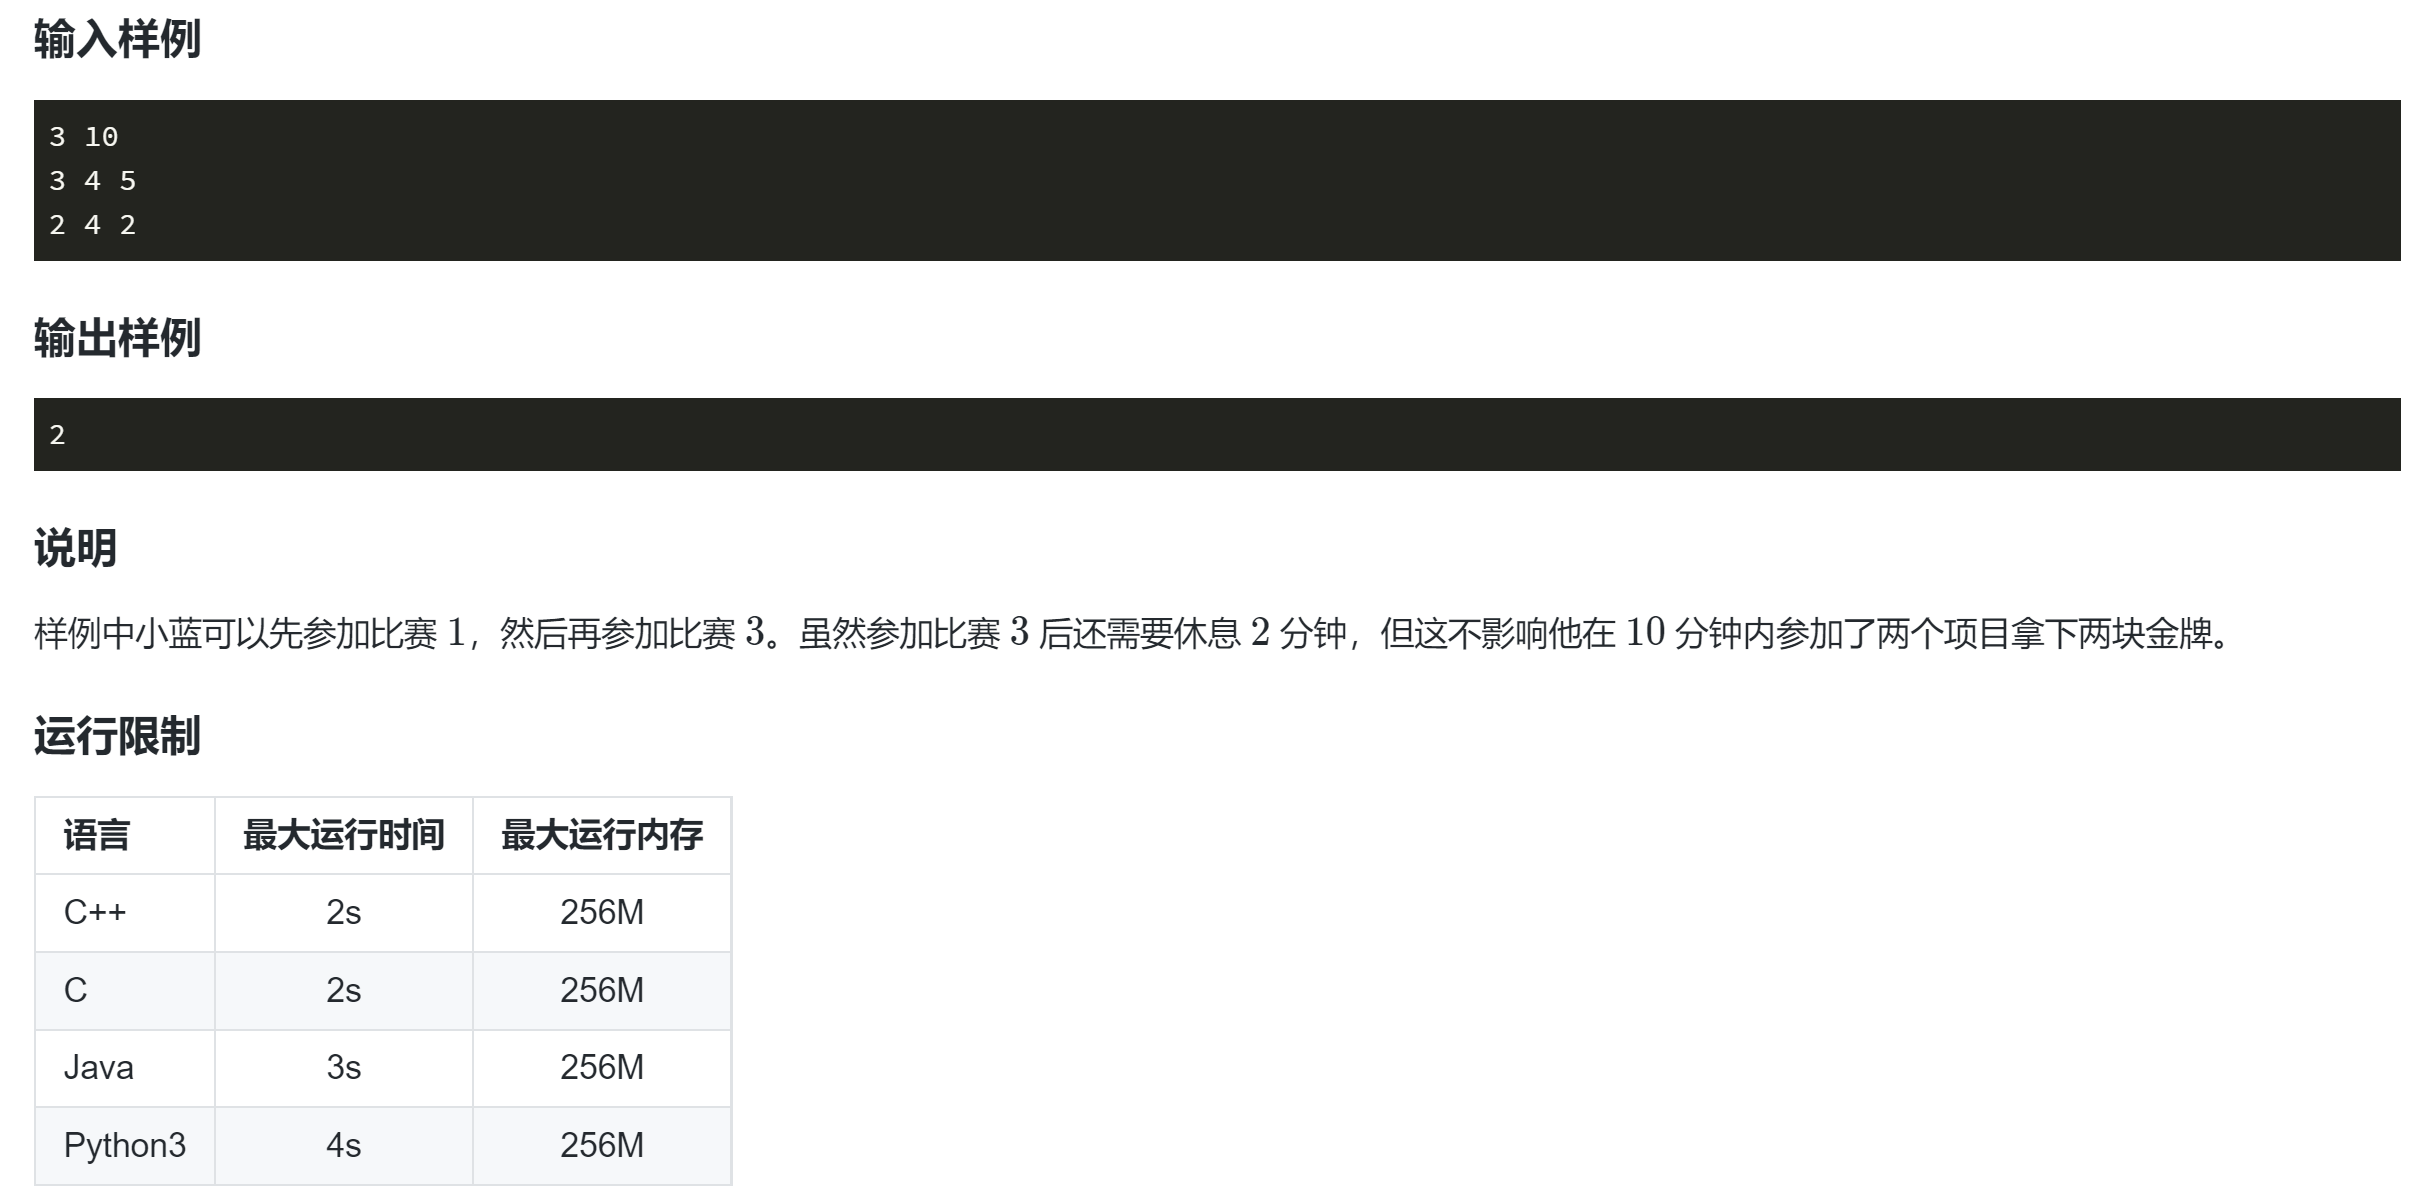 输入样例
3 10
3 4 5
2 4 2
输出样例
2
说明
样例中小蓝可以先参加比赛 1，然后再参加比赛 3。虽然参加比赛 3 后还需要休息 2 分钟，但这不影响他在 10 分钟内参加了两个项目拿下两块金牌。
运行限制
语言 最大运行时间 最大运行内存
C++ 2s 256M
C 2s 256M
Java 3s 256M
Python3 4s 256M